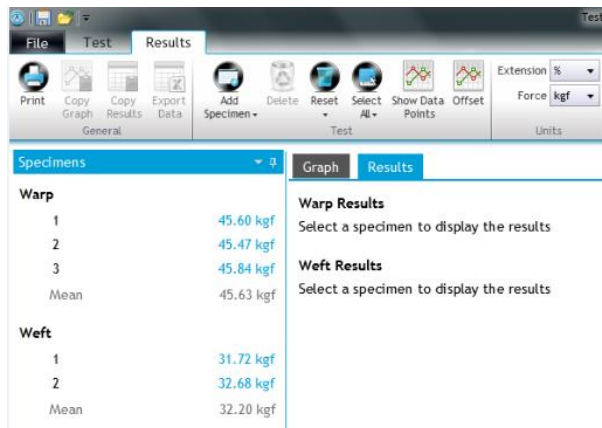 Test
File Test Results
Print Copy Graph Copy Results Export Data Add Specimen Delete Reset Select All Show Data Points Offset Extension % Force kgf
General Test Units
Specimens
Warp
1 45.60 kgf
2 45.47 kgf
3 45.84 kgf
Mean 45.63 kgf
Weft
1 31.72 kgf
2 32.68 kgf
Mean 32.20 kgf
Graph Results
Warp Results
Select a specimen to display the results
Weft Results
Select a specimen to display the results